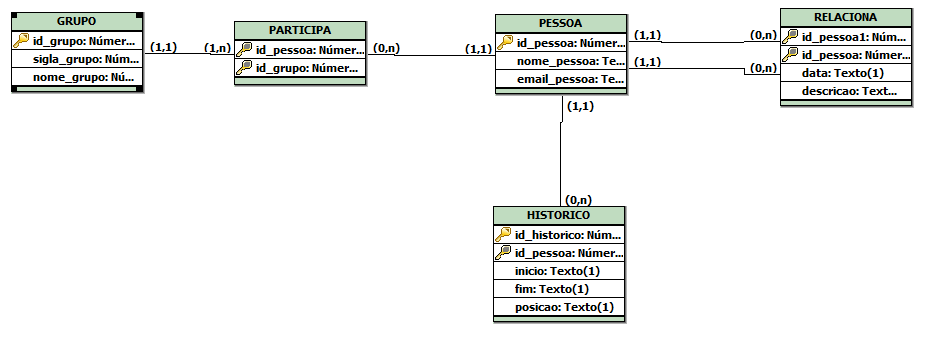 GRUPO
id_grupo: Númer...
sigla_grupo: Núm...
nome_grupo: Nú...
(1,1)
(1,n)
PARTICIPA
id_pessoa: Númer...
id_grupo: Número...
(0,n)
(1,1)
PESSOA
id_pessoa: Númer...
nome_pessoa: Te...
email_pessoa: Te...
(1,1)
(0,n)
(1,1)
(0,n)
RELACIONA
id_pessoa1: Núm...
id_pessoa: Númer...
data: Texto(1)
descricao: Text...
(1,1)
(0,n)
HISTORICO
id_historico: Núm...
id_pessoa: Númer...
inicio: Texto(1)
fim: Texto(1)
posicao: Texto(1)